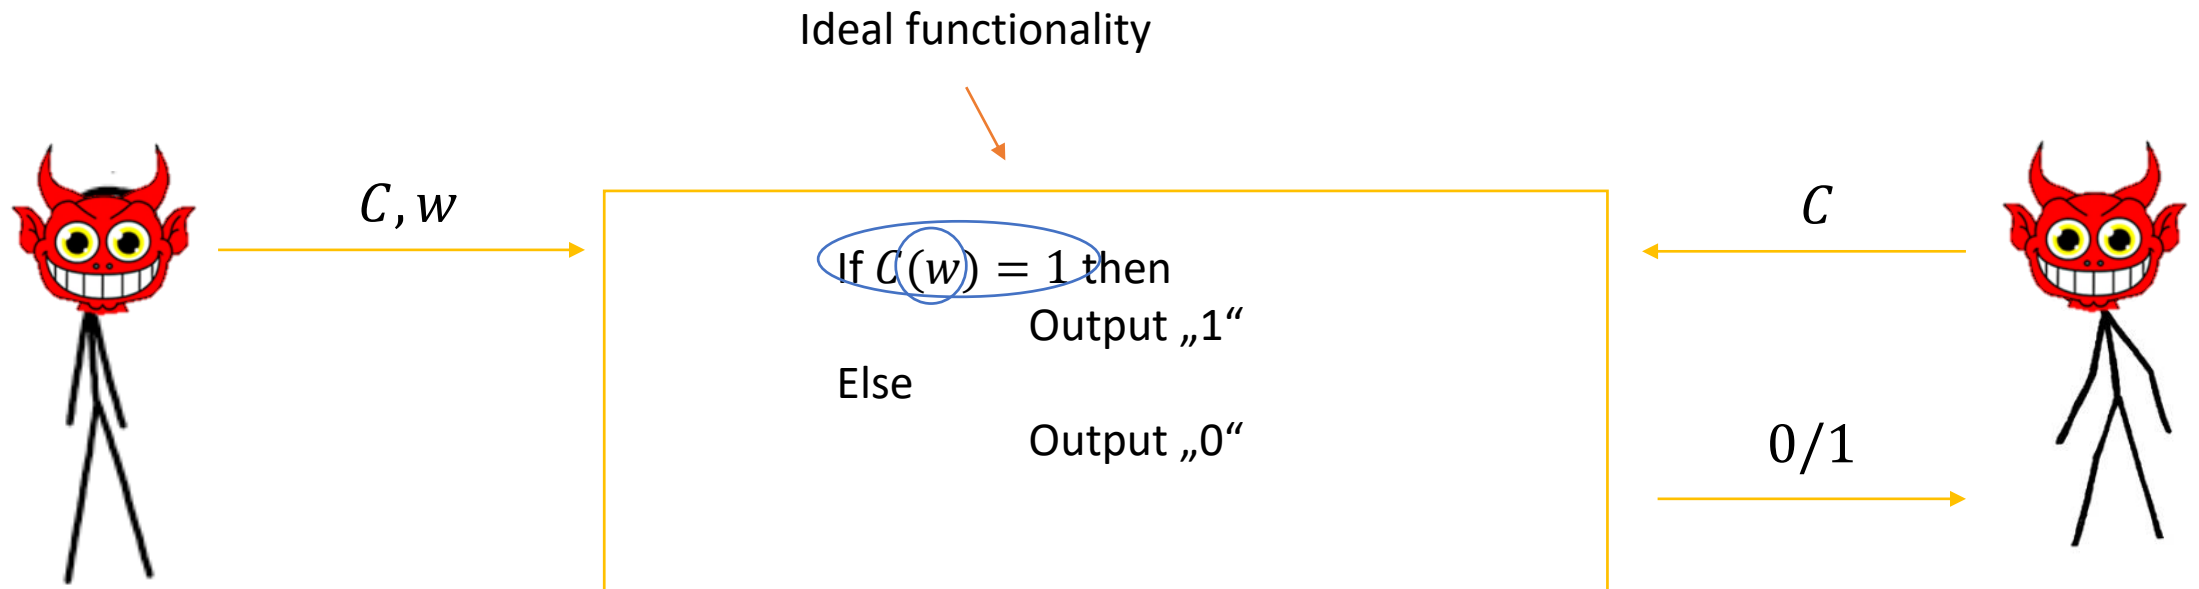 Ideal functionality
C, w
C
If C(w) = 1 then
Output „1“
Else
Output „0“
0/1